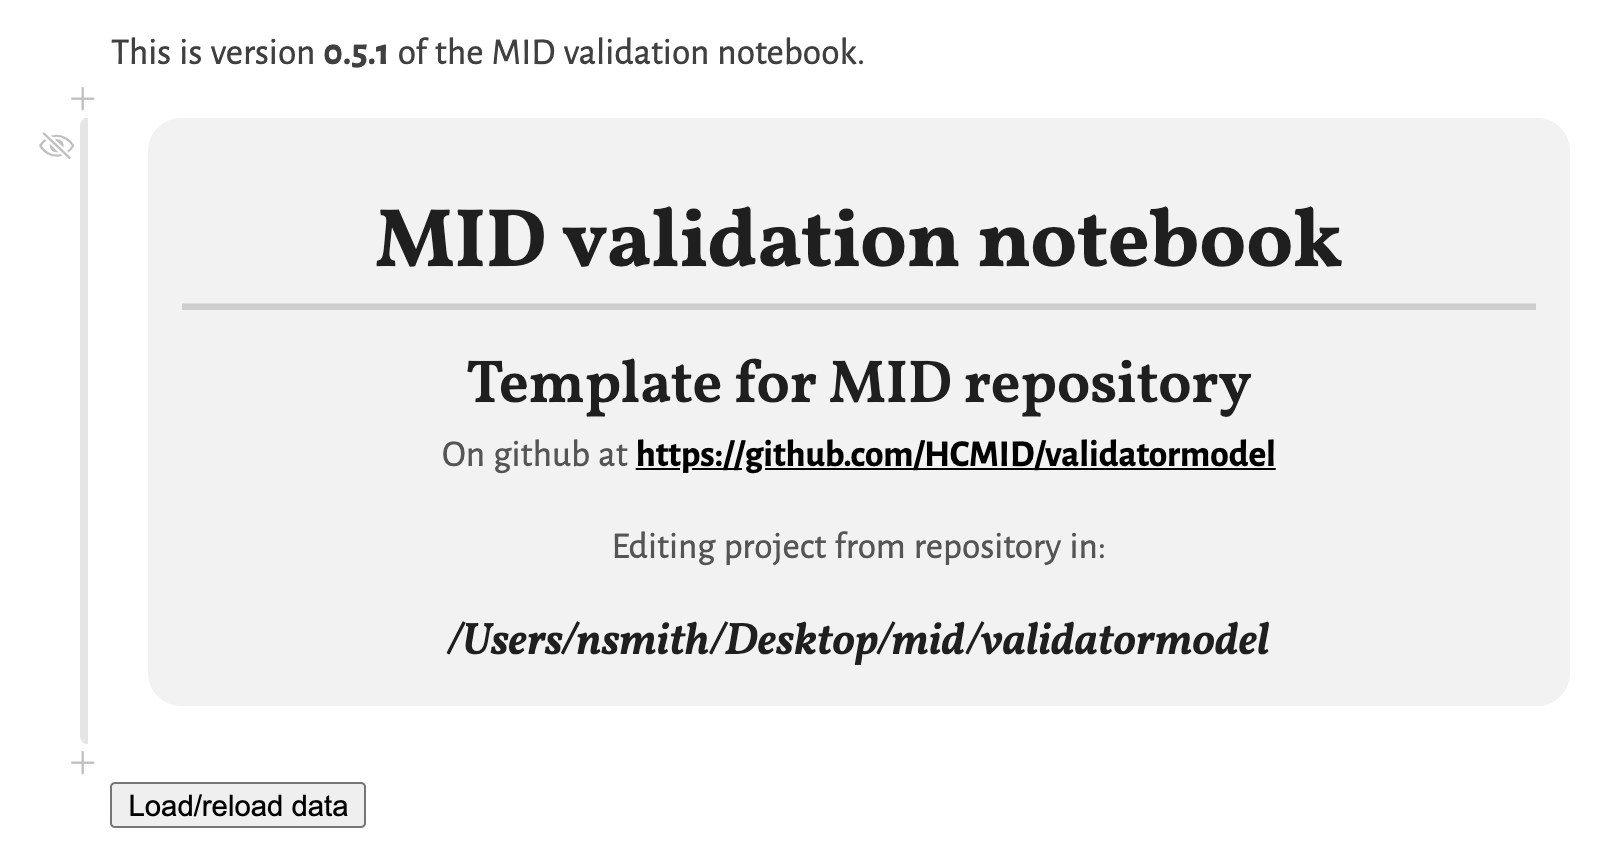 This is version 0.5.1 of the MID validation notebook.
MID validation notebook
Template for MID repository
On github at https://github.com/HCMID/validatormodel
Editing project from repository in:
/Users/nsmith/Desktop/mid/validatormodel
Load/reload data